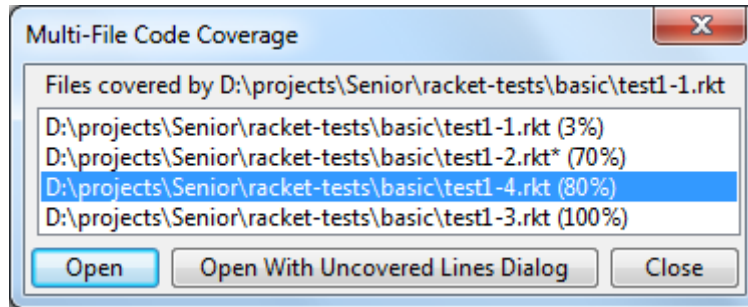 Multi-File Code Coverage
Files covered by D:\projects\Senior\racket-tests\basic\test1-1.rkt
D:\projects\Senior\racket-tests\basic\test1-1.rkt (3%)
D:\projects\Senior\racket-tests\basic\test1-2.rkt* (70%)
D:\projects\Senior\racket-tests\basic\test1-4.rkt (80%)
D:\projects\Senior\racket-tests\basic\test1-3.rkt (100%)
Open Open With Uncovered Lines Dialog Close